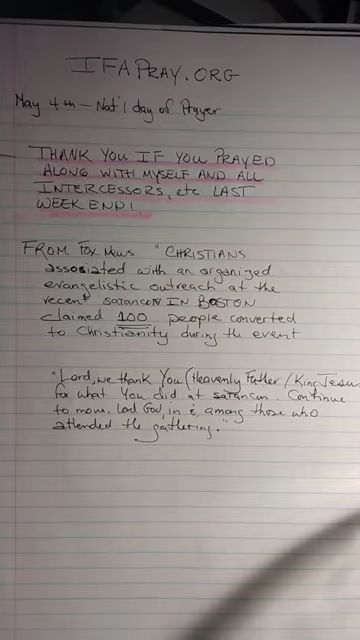 IFAPRAY.ORG
May 4th - Nat'l day of Prayer
THANK YOU IF YOU PRAYED
ALONG WITH MYSELF AND ALL
INTERCESSORS, etc LAST
WEEKEND!
FROM FOX News "CHRISTIANS
associated with an organized
evangelistic outreach at the
recent satancon IN BOSTON
claimed 100 people converted
to Christianity during the event
"Lord, we thank You (Heavenly Father/King Jesus
for what You did at satancon. Continue
to move, Lord God, in & among those who
attended the gathering."